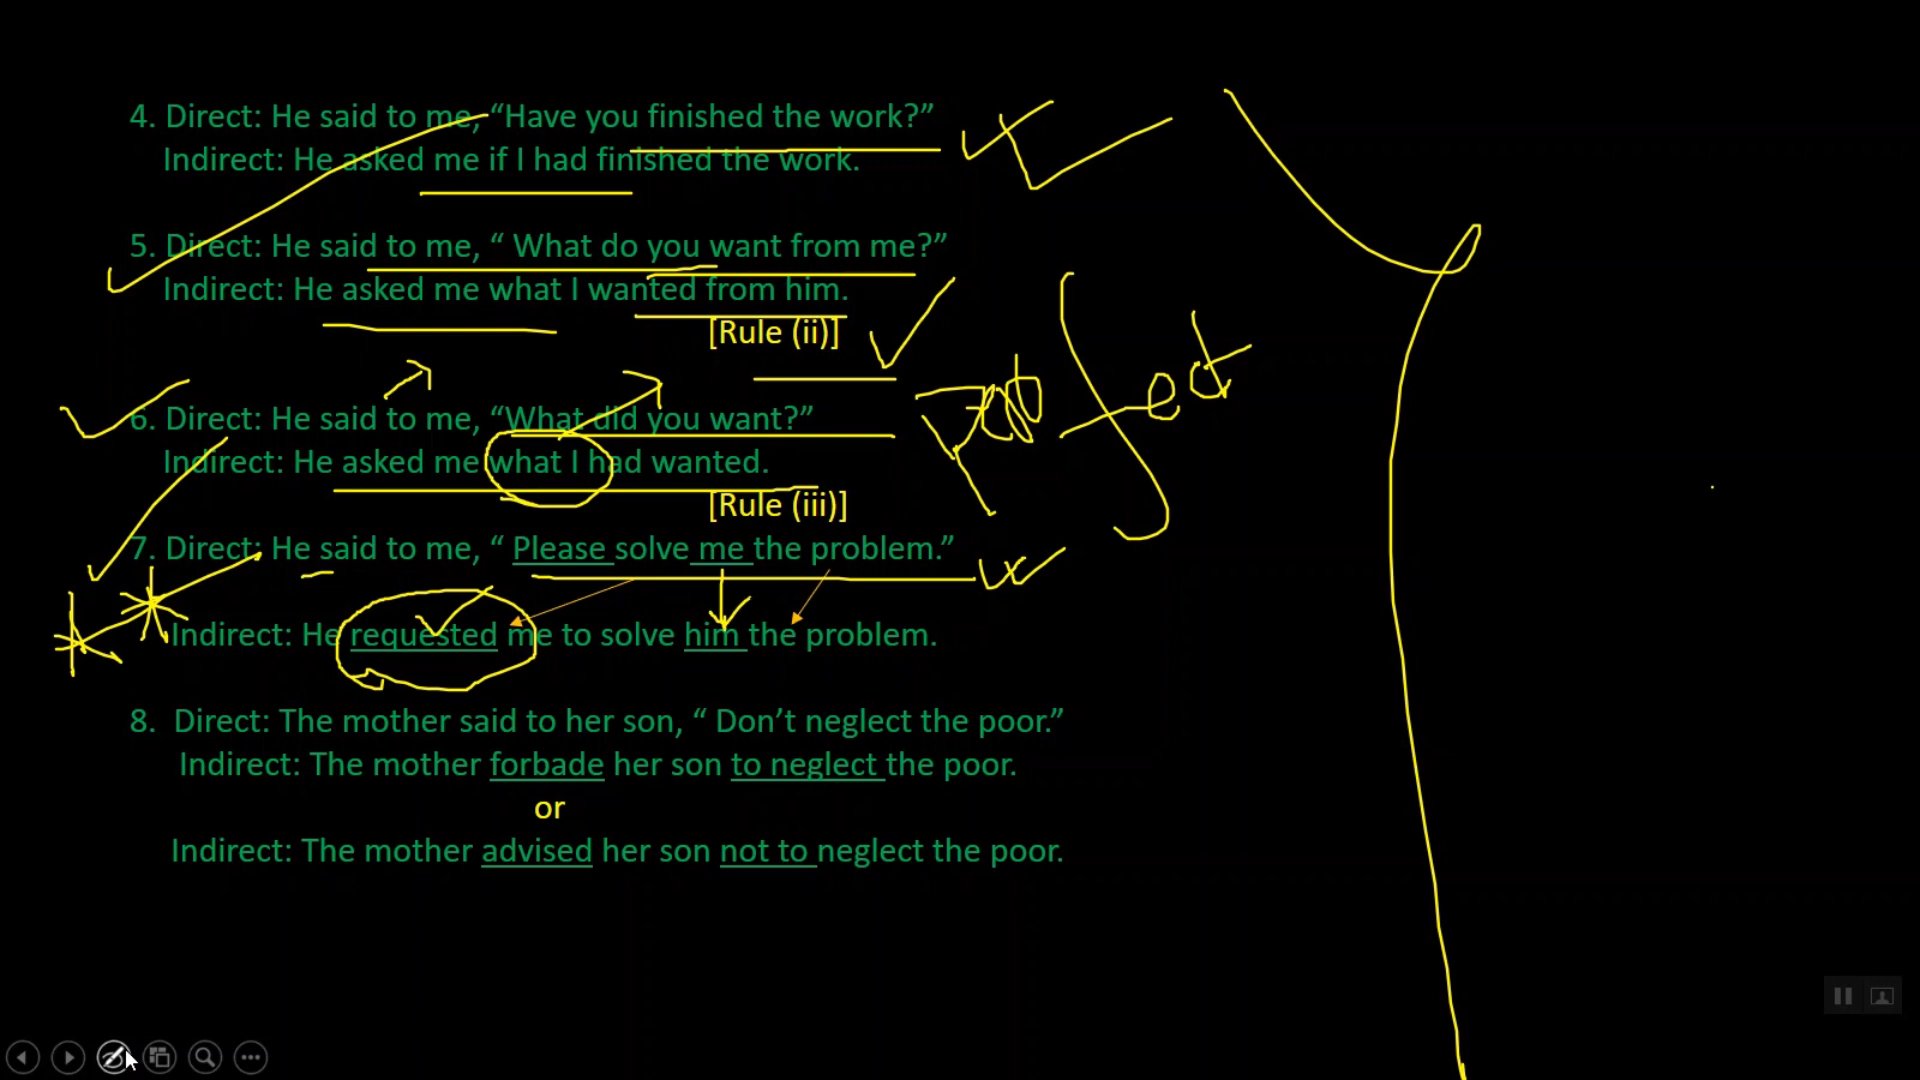 4. Direct: He said to me, “Have you finished the work?”
Indirect: He asked me if I had finished the work.
5. Direct: He said to me, “ What do you want from me?”
Indirect: He asked me what I wanted from him.
[Rule (ii)]
6. Direct: He said to me, “What did you want?”
Indirect: He asked me what I had wanted.
[Rule (iii)]
7. Direct: He said to me, “ Please solve me the problem.”
Indirect: He requested me to solve him the problem.
8. Direct: The mother said to her son, “ Don’t neglect the poor.”
Indirect: The mother forbade her son to neglect the poor.
or
Indirect: The mother advised her son not to neglect the poor.